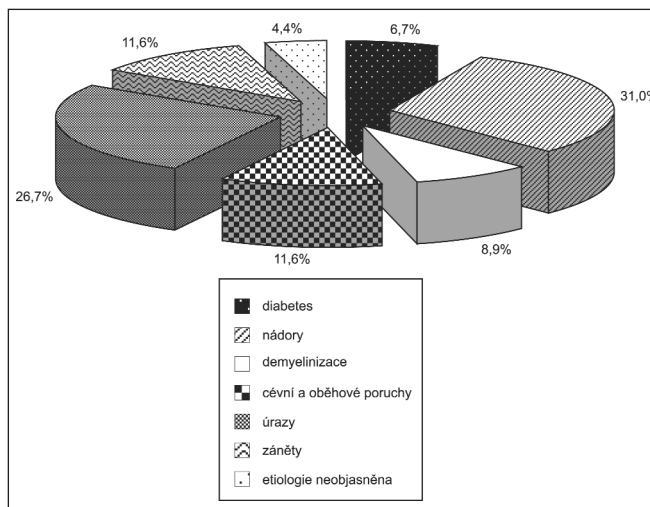 4,4%
6,7%
11,6%
31,0%
26,7%
8,9%
11,6%
diabetes
nádory
demyelinizace
cévní a oběhové poruchy
úrazy
záněty
etiologie neobjasněna